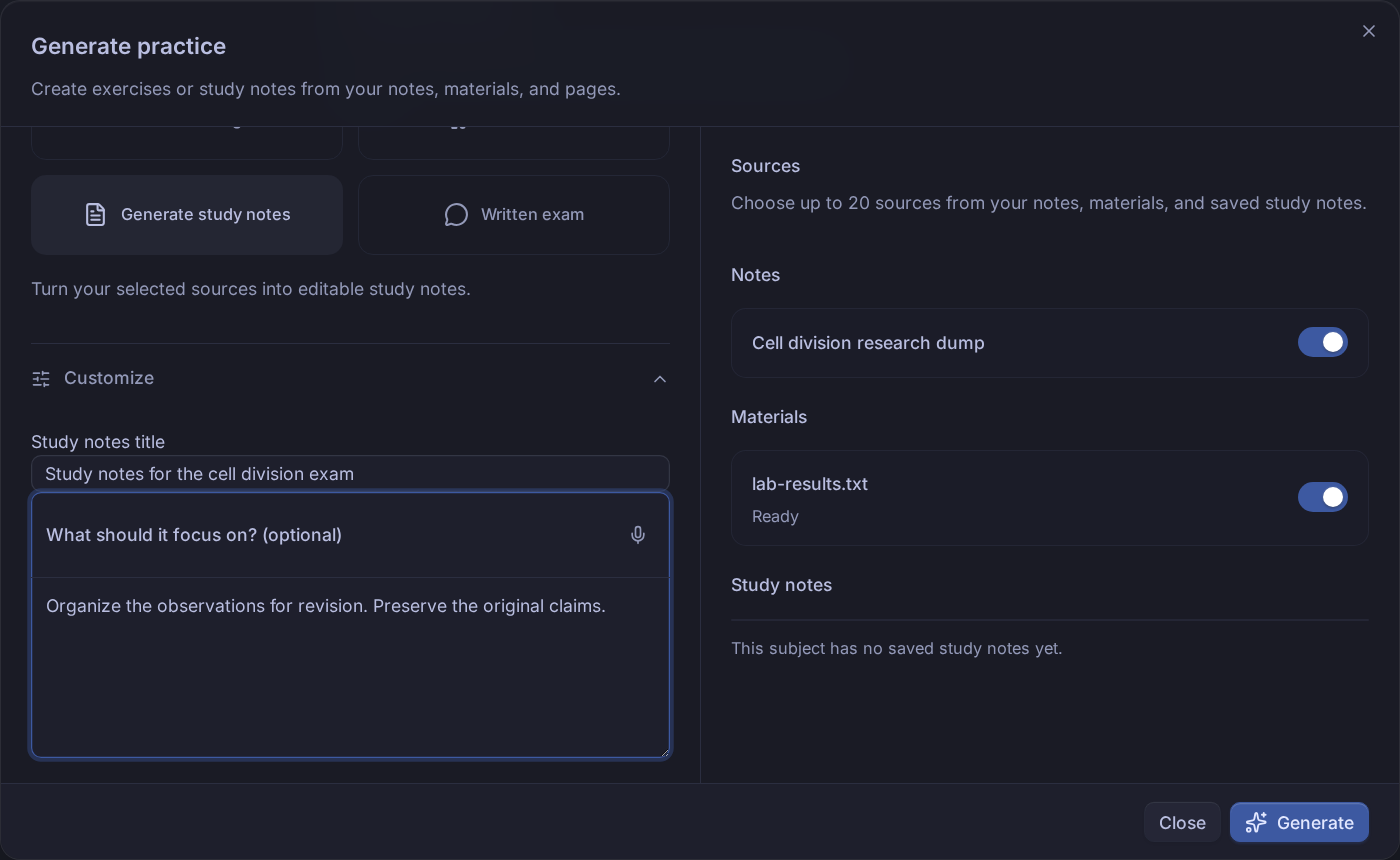 Generate practice
Create exercises or study notes from your notes, materials, and pages.
Generate study notes
Written exam
Turn your selected sources into editable study notes.
Customize
Study notes title
Study notes for the cell division exam
What should it focus on? (optional)
Organize the observations for revision. Preserve the original claims.
Sources
Choose up to 20 sources from your notes, materials, and saved study notes.
Notes
Cell division research dump
Materials
lab-results.txt
Ready
Study notes
This subject has no saved study notes yet.
Close
Generate